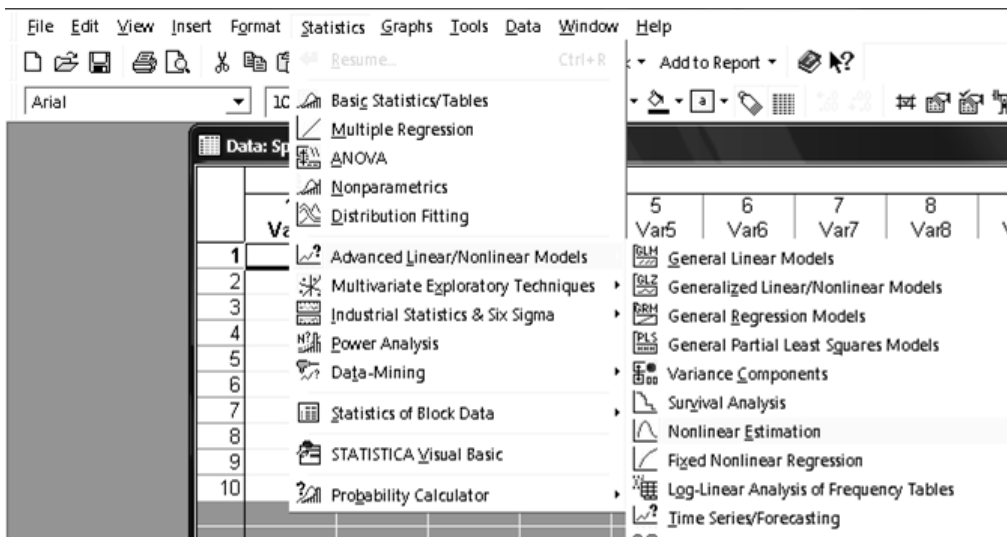 File Edit View Insert Format Statistics Graphs Tools Data Window Help
Resume... Ctrl+R
Add to Report
Arial
Basic Statistics/Tables
Multiple Regression
ANOVA
Nonparametrics
Distribution Fitting
Advanced Linear/Nonlinear Models
Multivariate Exploratory Techniques
Industrial Statistics & Six Sigma
Power Analysis
Data-Mining
Statistics of Block Data
STATISTICA Visual Basic
Probability Calculator
Data: Sp
5 6 7 8
Var5 Var6 Var7 Var8
1
2
3
4
5
6
7
8
9
10
General Linear Models
Generalized Linear/Nonlinear Models
General Regression Models
General Partial Least Squares Models
Variance Components
Survival Analysis
Nonlinear Estimation
Fixed Nonlinear Regression
Log-Linear Analysis of Frequency Tables
Time Series/Forecasting